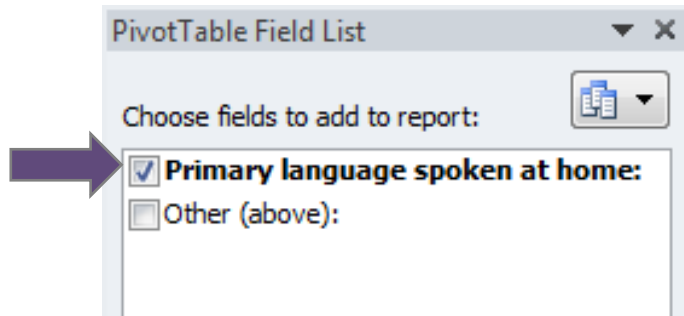 PivotTable Field List
Choose fields to add to report:
Primary language spoken at home:
Other (above):